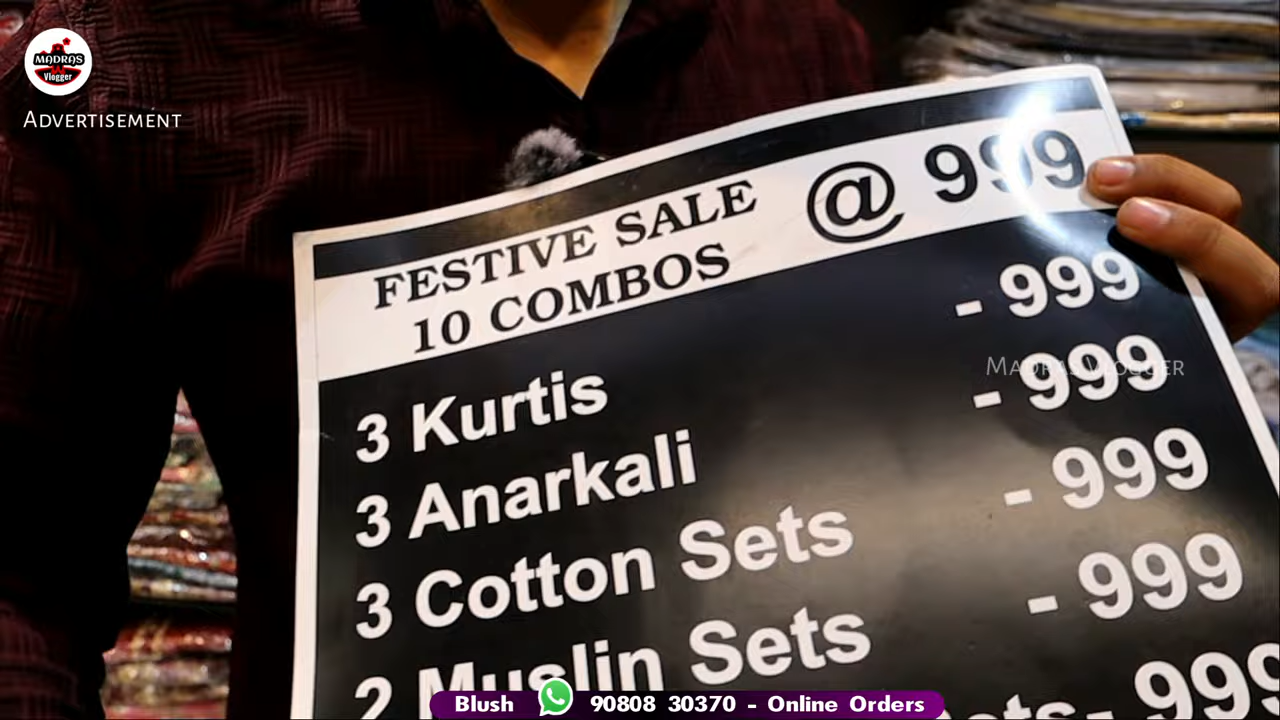 MADRAS
Vlogger
Advertisement
FESTIVE SALE
10 COMBOS
@ 999
3 Kurtis - 999
3 Anarkali - 999
3 Cotton Sets - 999
2 Muslin Sets - 999
- 999
Madras Vlogger
Blush 90808 30370 - Online Orders